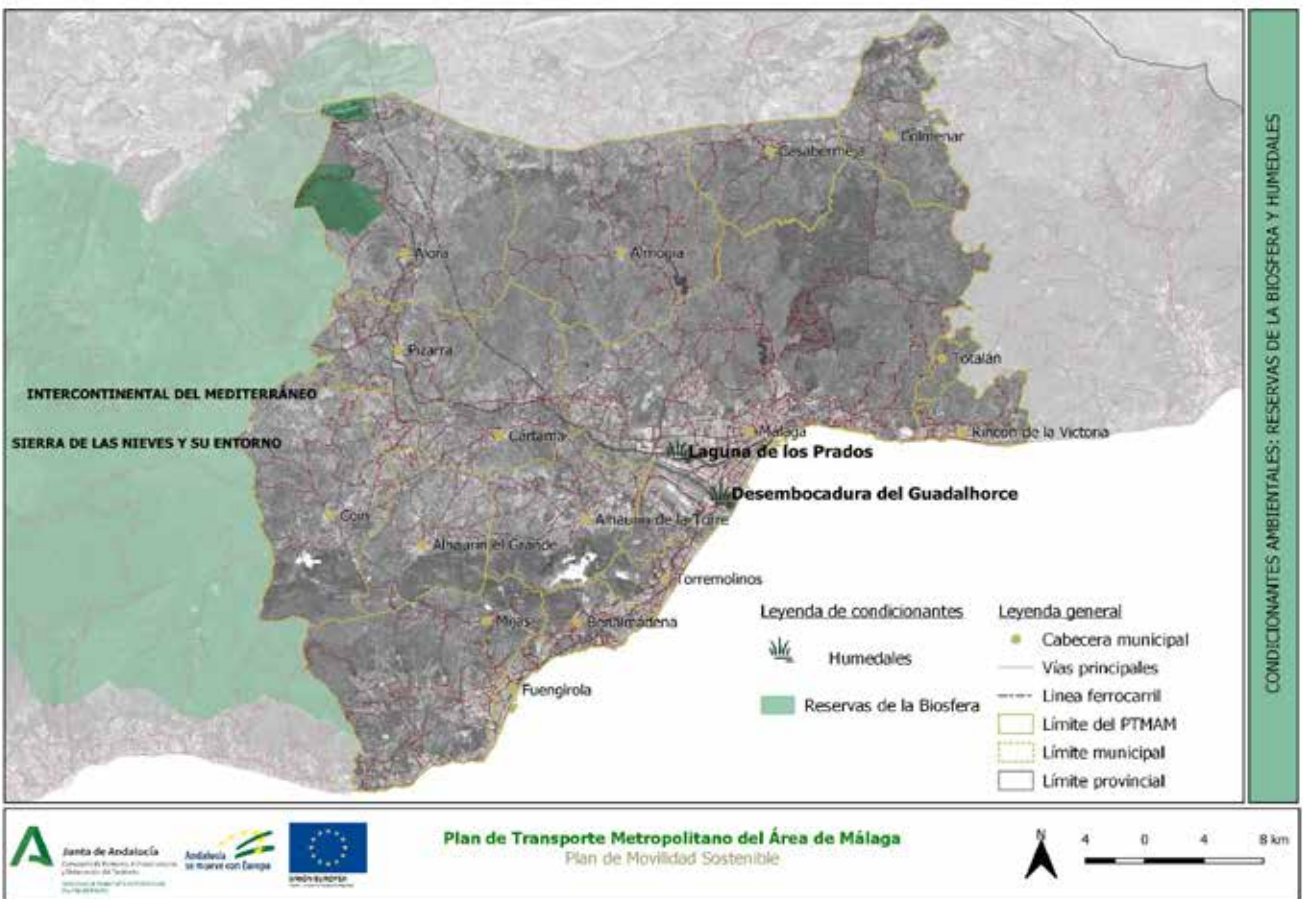 Colmenar
Casabermeja
Álora
Almogía
Pizarra
Totalán
INTERCONTINENTAL DEL MEDITERRÁNEO
SIERRA DE LAS NIEVES Y SU ENTORNO
Cártama
Málaga
Rincón de la Victoria
Laguna de los Prados
Desembocadura del Guadalhorce
Coín
Alhaurín de la Torre
Alhaurín el Grande
Torremolinos
Mijas
Benalmádena
Fuengirola
Leyenda de condicionantes
Humedales
Reservas de la Biosfera
Leyenda general
Cabecera municipal
Vías principales
Linea ferrocarril
Límite del PTMAM
Límite municipal
Límite provincial
CONDICIONANTES AMBIENTALES: RESERVAS DE LA BIOSFERA Y HUMEDALES
Junta de Andalucía
Andalucía
se mueve con Europa
UNIÓN EUROPEA
Plan de Transporte Metropolitano del Área de Málaga
Plan de Movilidad Sostenible
N
4 0 4 8 km